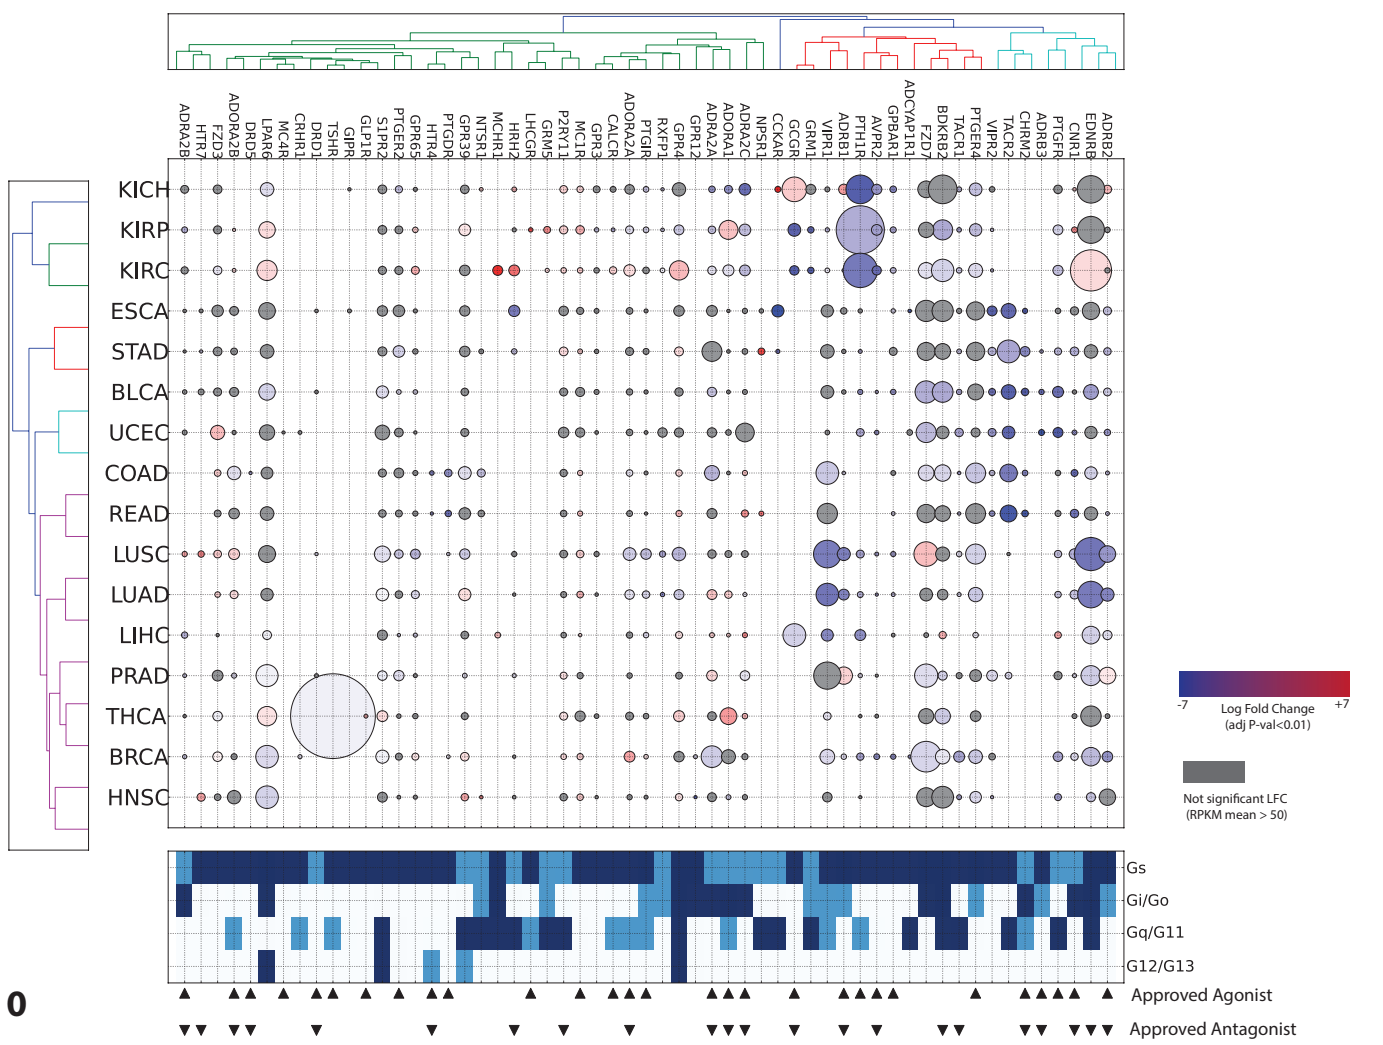 ADRA2B
HTR7
FZD3
ADORA2B
DRD5
LPAR6
MC4R
CRHR1
DRD1
TSHR
GIPR
GLP1R
S1PR2
PTGER2
GPR65
HTR4
PTGDR
GPR39
NTSR1
MCHR1
HRH2
LHCGR
GRM5
P2RY11
MC1R
GPR3
CALCR
ADORA2A
PTGIR
RXFP1
GPR4
GPR12
ADRA2A
ADORA1
ADRA2C
NPSR1
CCKAR
GCGR
GRM1
VIPR1
ADRB1
PTH1R
AVPR2
GPBAR1
ADCYAP1R1
FZD7
BDKRB2
TACR1
PTGER4
VIPR2
TACR2
CHRM2
ADRB3
PTGFR
CNR1
EDNRB
ADRB2
KICH
KIRP
KIRC
ESCA
STAD
BLCA
UCEC
COAD
READ
LUSC
LUAD
LIHC
PRAD
THCA
BRCA
HNSC
-7
+7
Log Fold Change
(adj P-val<0.01)
Not significant LFC
(RPKM mean > 50)
Gs
Gi/Go
Gq/G11
G12/G13
0
Approved Agonist
Approved Antagonist